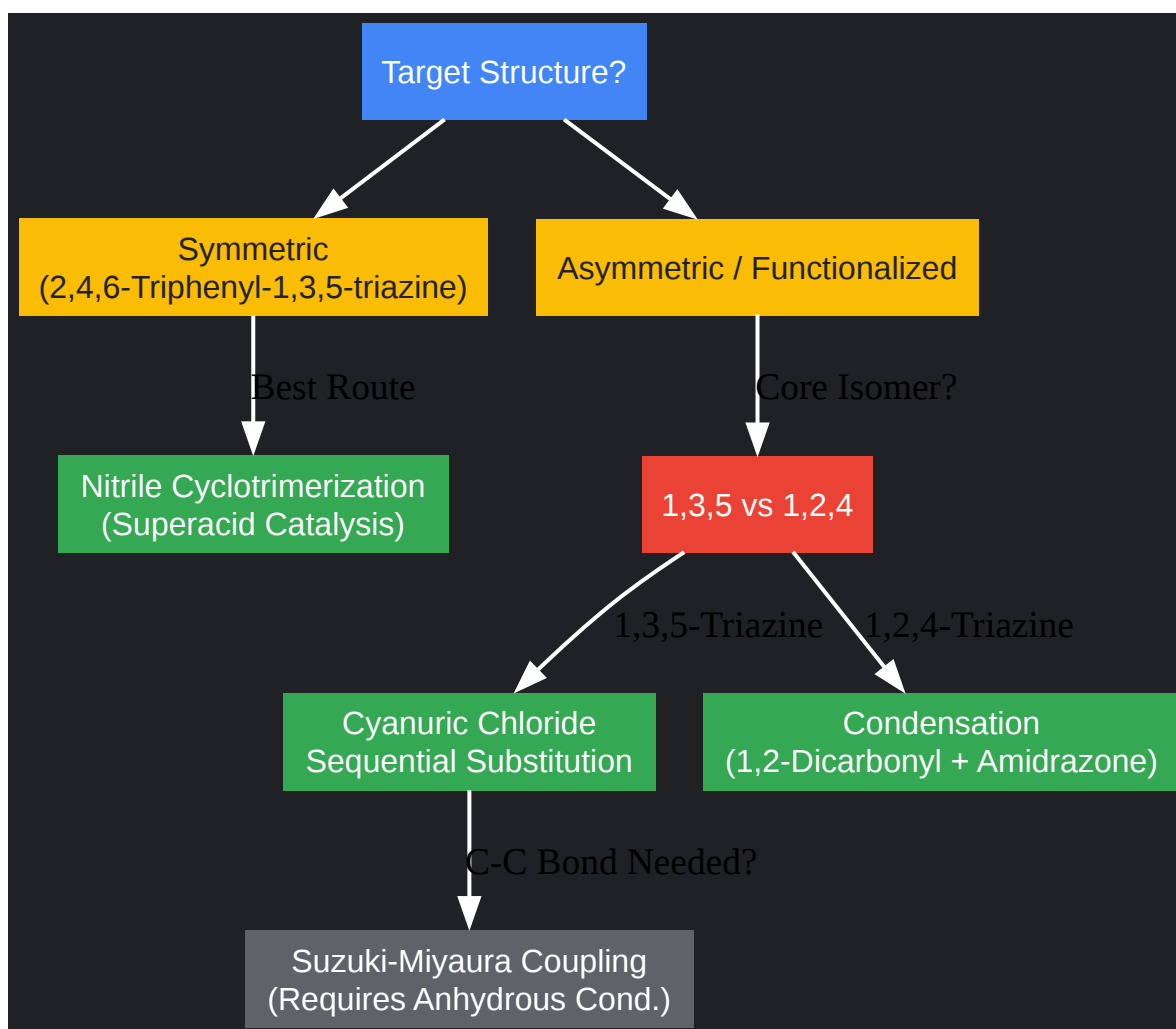 Target Structure?
Symmetric
(2,4,6-Triphenyl-1,3,5-triazine)
Asymmetric / Functionalized
Best Route
Core Isomer?
Nitrile Cyclotrimerization
(Superacid Catalysis)
1,3,5 vs 1,2,4
1,3,5-Triazine
1,2,4-Triazine
Cyanuric Chloride
Sequential Substitution
Condensation
(1,2-Dicarbonyl + Amidrazone)
C-C Bond Needed?
Suzuki-Miyaura Coupling
(Requires Anhydrous Cond.)